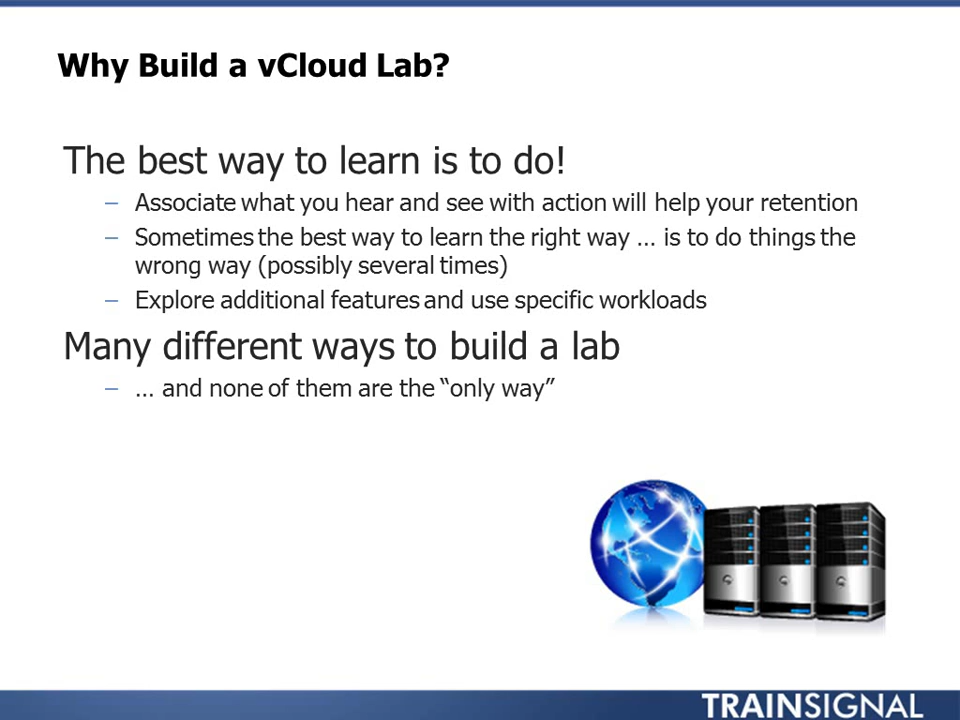 Why Build a vCloud Lab?
The best way to learn is to do!
– Associate what you hear and see with action will help your retention
– Sometimes the best way to learn the right way … is to do things the
wrong way (possibly several times)
– Explore additional features and use specific workloads
Many different ways to build a lab
– … and none of them are the “only way”
TRAINSIGNAL